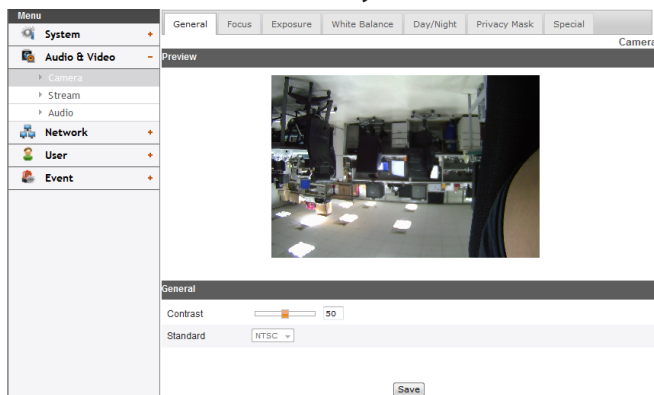 Menu
System +
Audio & Video -
Camera
Stream
Audio
Network +
User +
Event +
General Focus Exposure White Balance Day/Night Privacy Mask Special
Camera
Preview
General
Contrast 50
Standard NTSC
Save